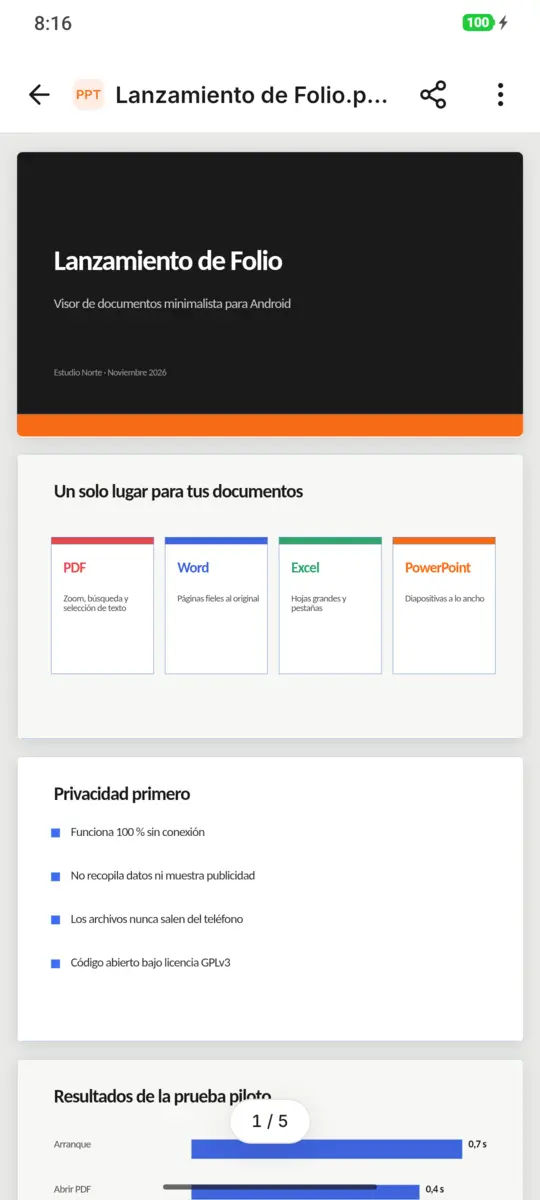 8:16
100
PPT
Lanzamiento de Folio.p...
Lanzamiento de Folio
Visor de documentos minimalista para Android
Estudio Norte · Noviembre 2026
Un solo lugar para tus documentos
PDF
Zoom, búsqueda y
selección de texto
Word
Páginas fieles al original
Excel
Hojas grandes y
pestañas
PowerPoint
Diapositivas a lo ancho
Privacidad primero
Funciona 100 % sin conexión
No recopila datos ni muestra publicidad
Los archivos nunca salen del teléfono
Código abierto bajo licencia GPLv3
Resultados de la prueba piloto
1 / 5
Arranque
0,7 s
Abrir PDF
0,4 s